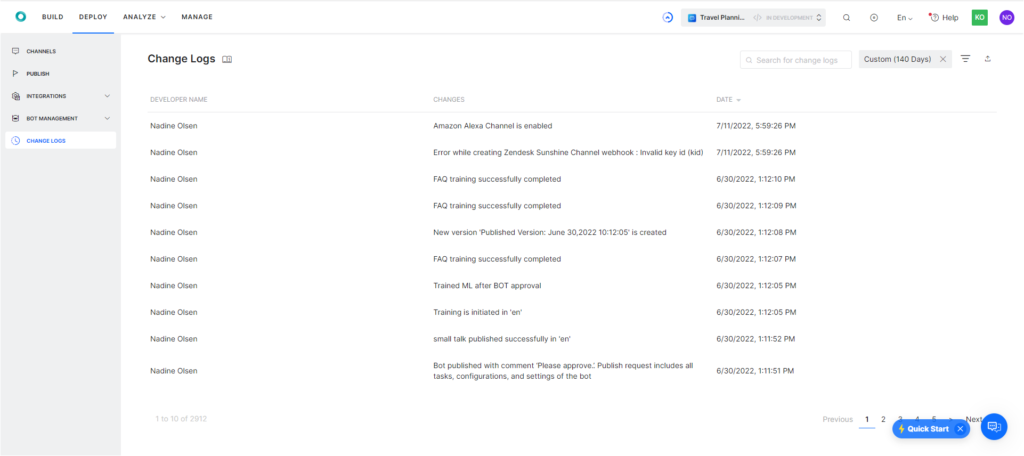 BUILD DEPLOY ANALYZE MANAGE Travel Planni... IN DEVELOPMENT En Help KO NO
CHANNELS
PUBLISH
INTEGRATIONS
BOT MANAGEMENT
CHANGE LOGS
Change Logs Search for change logs Custom (140 Days)
DEVELOPER NAME CHANGES DATE
Nadine Olsen Amazon Alexa Channel is enabled 7/11/2022, 5:59:26 PM
Nadine Olsen Error while creating Zendesk Sunshine Channel webhook : Invalid key id (kid) 7/11/2022, 5:59:26 PM
Nadine Olsen FAQ training successfully completed 6/30/2022, 1:12:10 PM
Nadine Olsen FAQ training successfully completed 6/30/2022, 1:12:09 PM
Nadine Olsen New version 'Published Version: June 30,2022 10:12:05' is created 6/30/2022, 1:12:08 PM
Nadine Olsen FAQ training successfully completed 6/30/2022, 1:12:07 PM
Nadine Olsen Trained ML after BOT approval 6/30/2022, 1:12:05 PM
Nadine Olsen Training is initiated in 'en' 6/30/2022, 1:12:05 PM
Nadine Olsen small talk published successfully in 'en' 6/30/2022, 1:11:52 PM
Nadine Olsen Bot published with comment 'Please approve.'. Publish request includes all 6/30/2022, 1:11:51 PM
tasks, configurations, and settings of the bot
1 to 10 of 2912 Previous 1 2 3 4 5 > Next
Quick Start